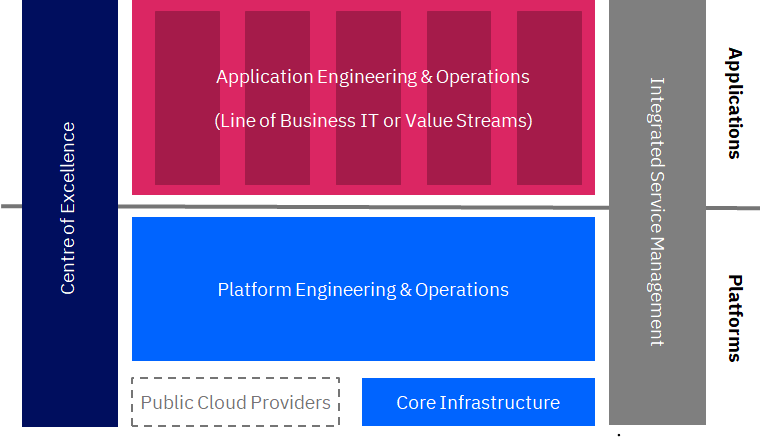 Centre of Excellence
Application Engineering & Operations
(Line of Business IT or Value Streams)
Integrated Service Management
Applications
Platform Engineering & Operations
Platforms
Public Cloud Providers
Core Infrastructure